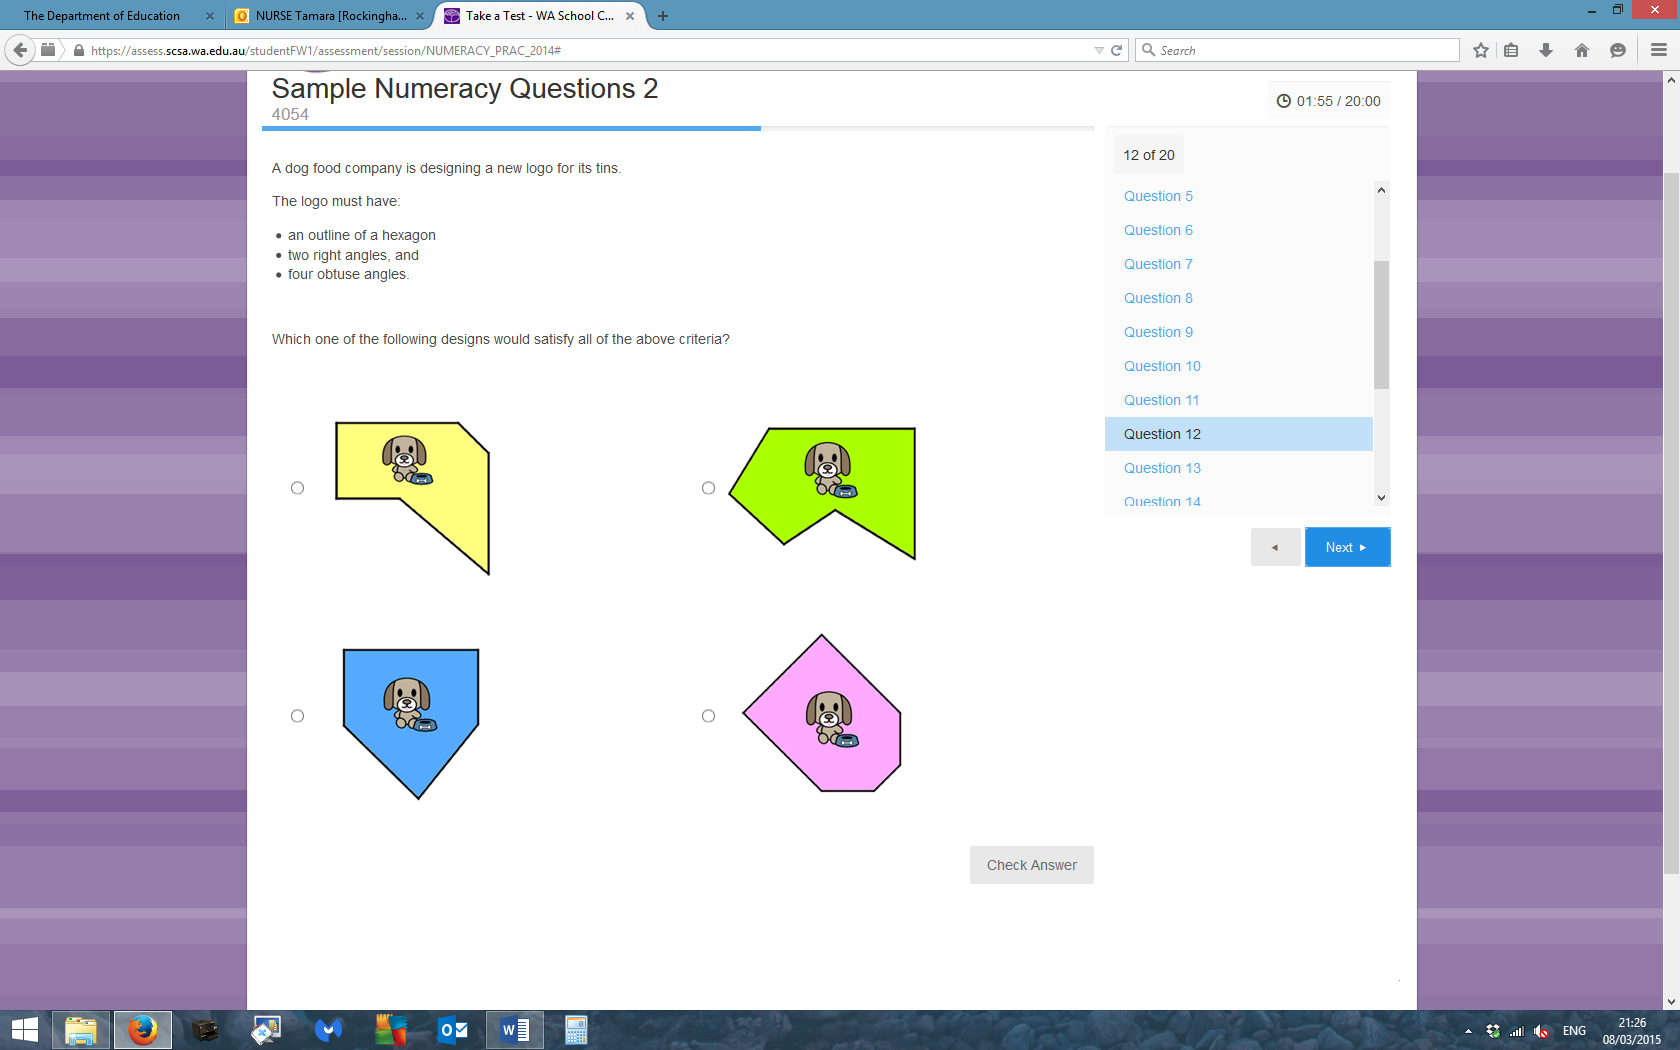 The Department of Education
NURSE Tamara [Rockingha...
Take a Test - WA School C...
https://assess.scsa.wa.edu.au/studentFW1/assessment/session/NUMERACY_PRAC_2014#
Search
Sample Numeracy Questions 2
4054
01:55 / 20:00
A dog food company is designing a new logo for its tins.
The logo must have:
• an outline of a hexagon
• two right angles, and
• four obtuse angles.
Which one of the following designs would satisfy all of the above criteria?
Check Answer
12 of 20
Question 5
Question 6
Question 7
Question 8
Question 9
Question 10
Question 11
Question 12
Question 13
Question 14
Next
ENG
21:26
08/03/2015